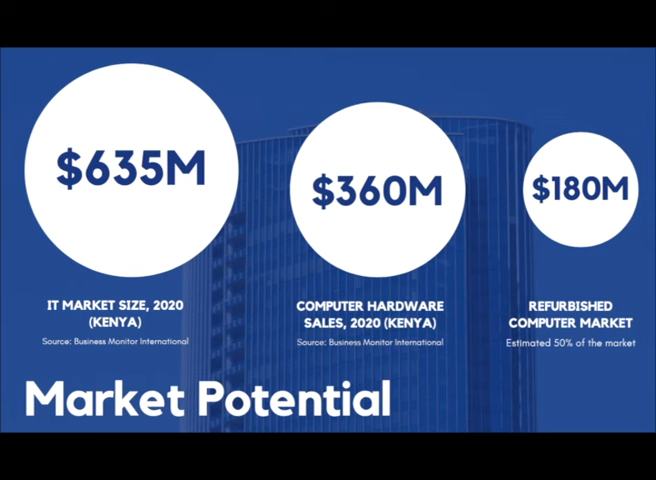 $635M
$360M
$180M
IT MARKET SIZE, 2020
(KENYA)
Source: Business Monitor International
COMPUTER HARDWARE
SALES, 2020 (KENYA)
Source: Business Monitor International
REFURBISHED
COMPUTER MARKET
Estimated 50% of the market
Market Potential